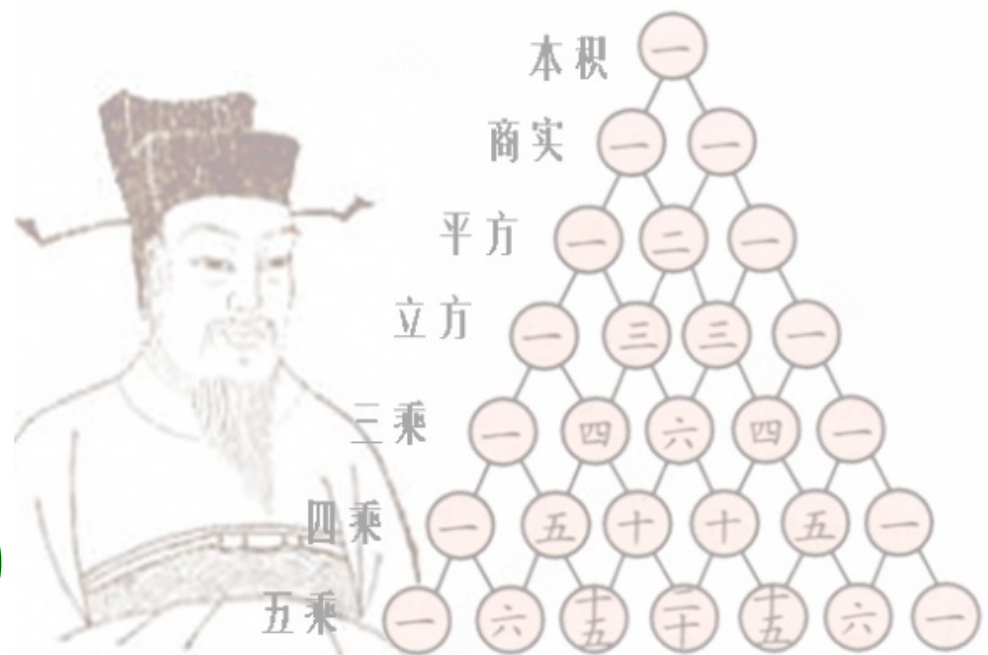 本积 一
商实 一 一
平方 一 二 一
立方 一 三 三 一
三乘 一 四 六 四 一
四乘 一 五 十 十 五 一
五乘 一 六 十五 二十 十五 六 一